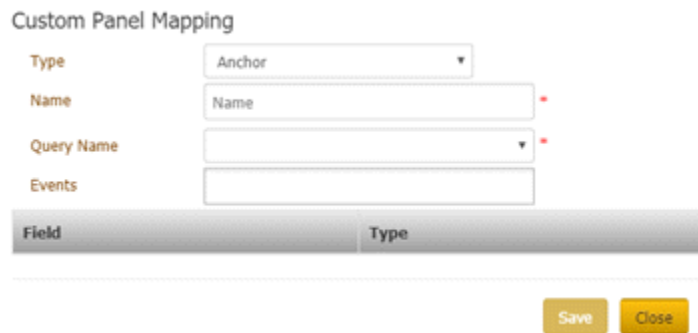 Custom Panel Mapping
Type Anchor
Name Name *
Query Name *
Events
Field Type
Save Close